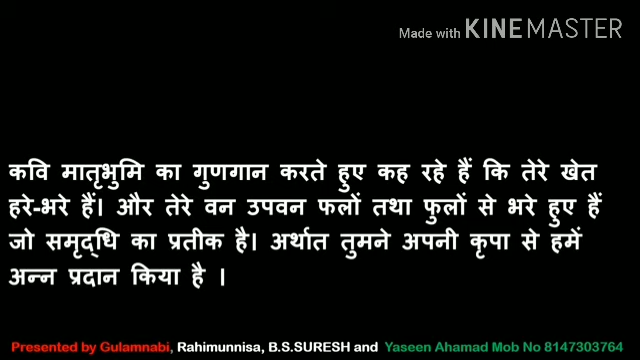 Made with KINEMASTER
कवि मातृभुमि का गुणगान करते हुए कह रहे हैं कि तेरे खेत
हरे-भरे हैं। और तेरे वन उपवन फलों तथा फुलों से भरे हुए हैं
जो समृद्धि का प्रतीक है। अर्थात तुमने अपनी कृपा से हमें
अन्न प्रदान किया है ।
Presented by Gulamnabi, Rahimunnisa, B.S.SURESH and Yaseen Ahamad Mob No 8147303764